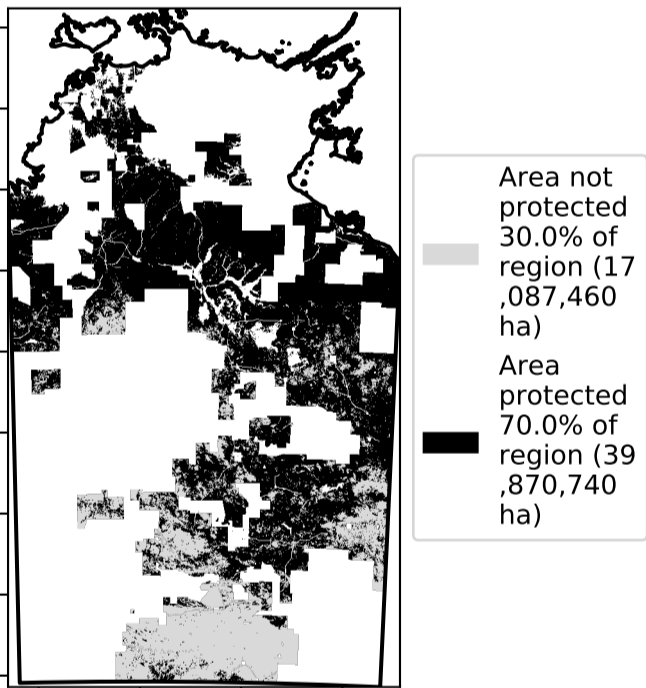 Area not
protected
30.0% of
region (17
,087,460
ha)
Area
protected
70.0% of
region (39
,870,740
ha)